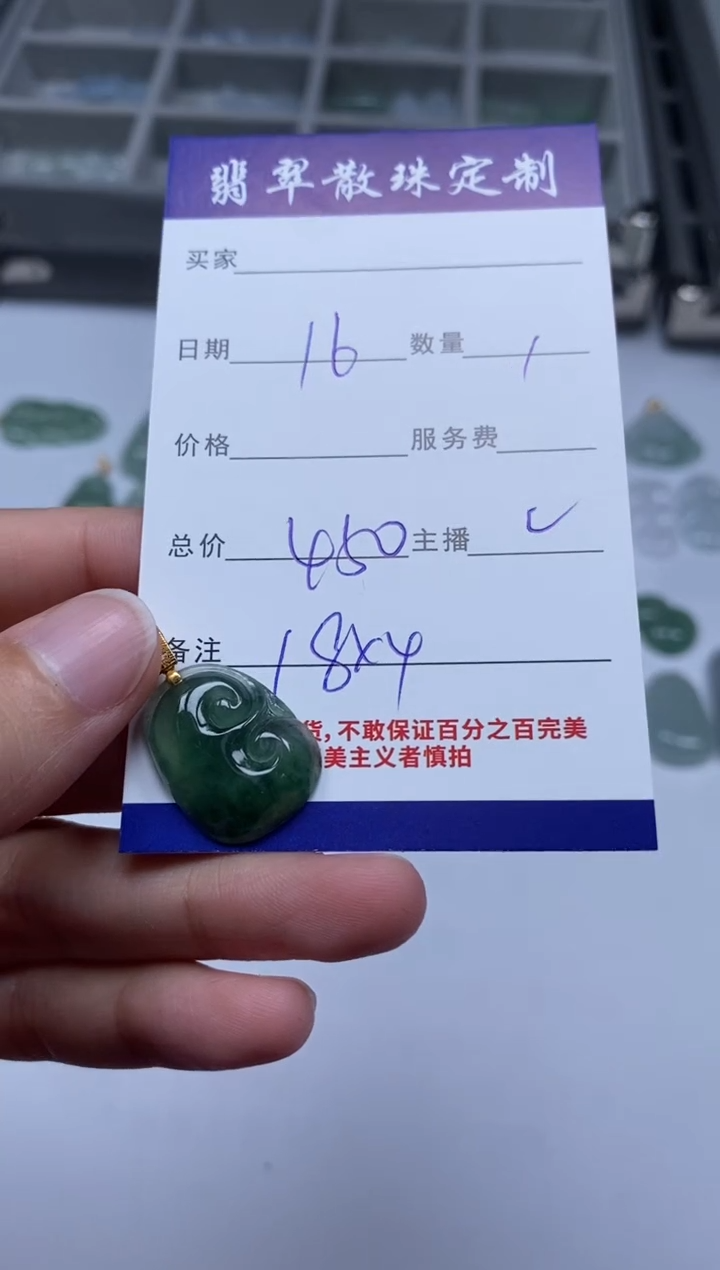 翡翠散珠定制
买家
日期 16 数量 1
价格 服务费
总价 450 主播 ✓
备注 18×4
货,不敢保证百分之百完美
美主义者慎拍